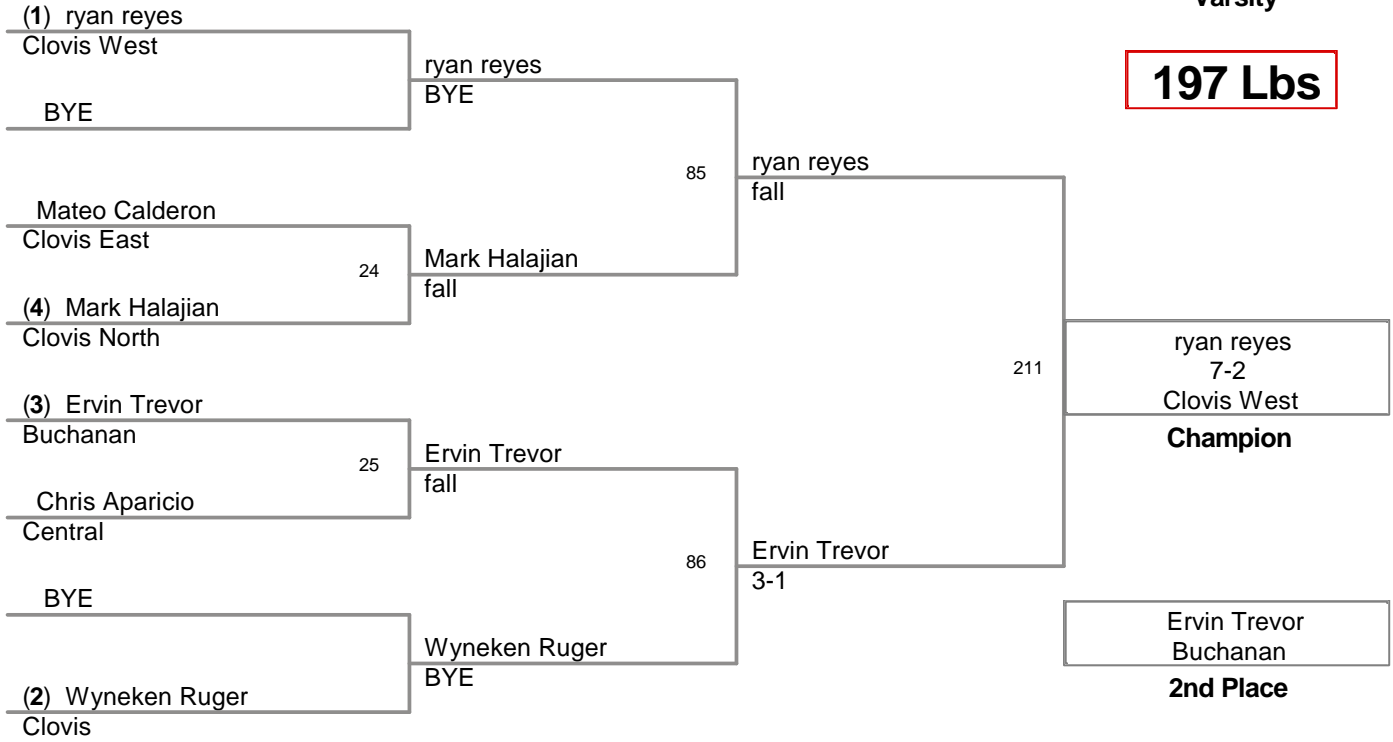 Varsity
197 Lbs
(1) ryan reyes
Clovis West
BYE
Mateo Calderon
Clovis East
24
(4) Mark Halajian
Clovis North
(3) Ervin Trevor
Buchanan
25
Chris Aparicio
Central
BYE
(2) Wyneken Ruger
Clovis
ryan reyes
BYE
85
Mark Halajian
fall
Ervin Trevor
fall
86
Wyneken Ruger
BYE
ryan reyes
fall
211
Ervin Trevor
3-1
ryan reyes
7-2
Clovis West
Champion
Ervin Trevor
Buchanan
2nd Place